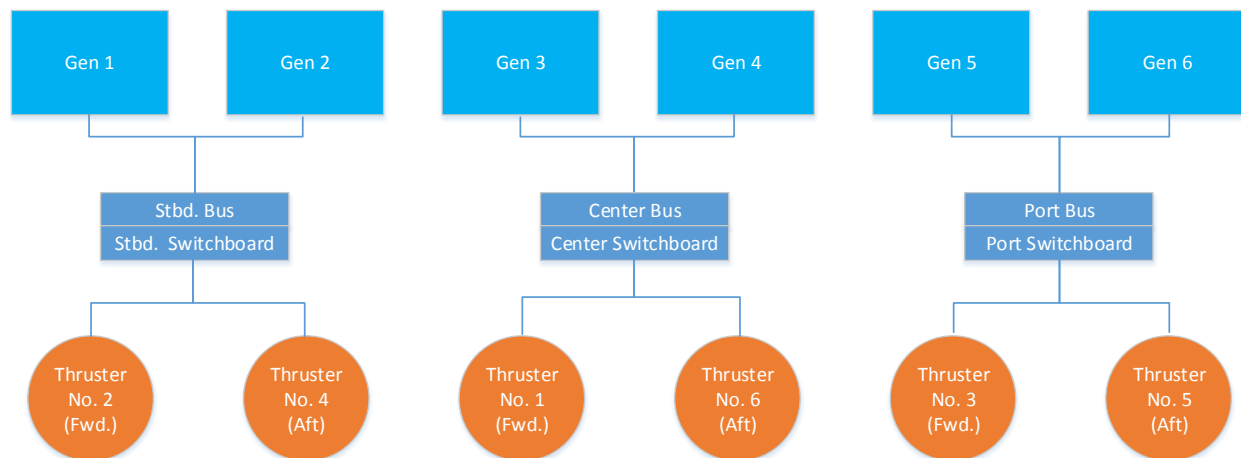 Gen 1
Gen 2
Gen 3
Gen 4
Gen 5
Gen 6
Stbd. Bus
Stbd. Switchboard
Center Bus
Center Switchboard
Port Bus
Port Switchboard
Thruster
No. 2
(Fwd.)
Thruster
No. 4
(Aft)
Thruster
No. 1
(Fwd.)
Thruster
No. 6
(Aft)
Thruster
No. 3
(Fwd.)
Thruster
No. 5
(Aft)